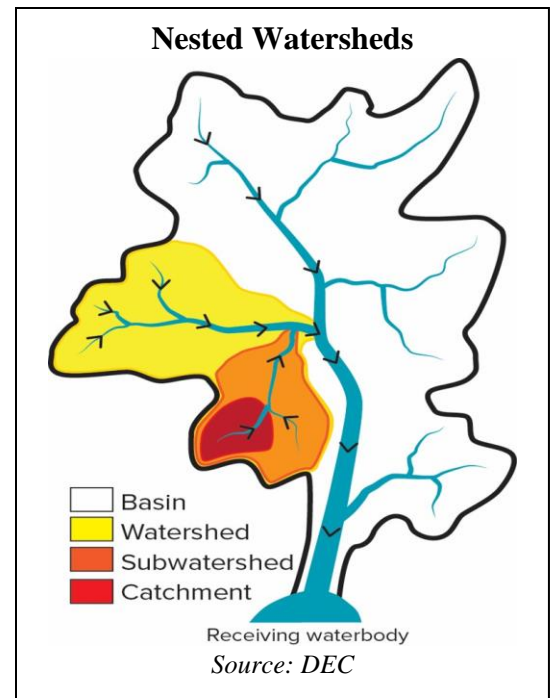 Nested Watersheds
Basin
Watershed
Subwatershed
Catchment
Receiving waterbody
Source: DEC